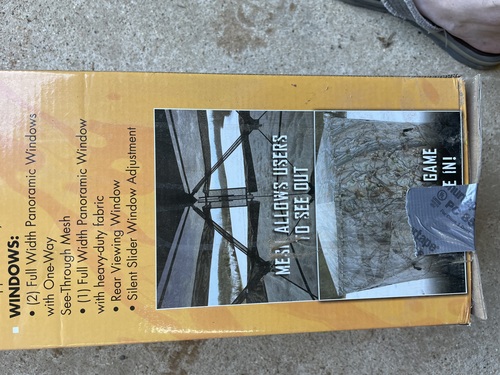 WINDOWS:
• (2) Full Width Panoramic Windows
with One-Way
See-Through Mesh
• (1) Full Width Panoramic Window
with heavy-duty fabric
• Rear Viewing Window
• Silent Slider Window Adjustment
ALLOWS USERS
TO SEE OUT
GAME
IN!